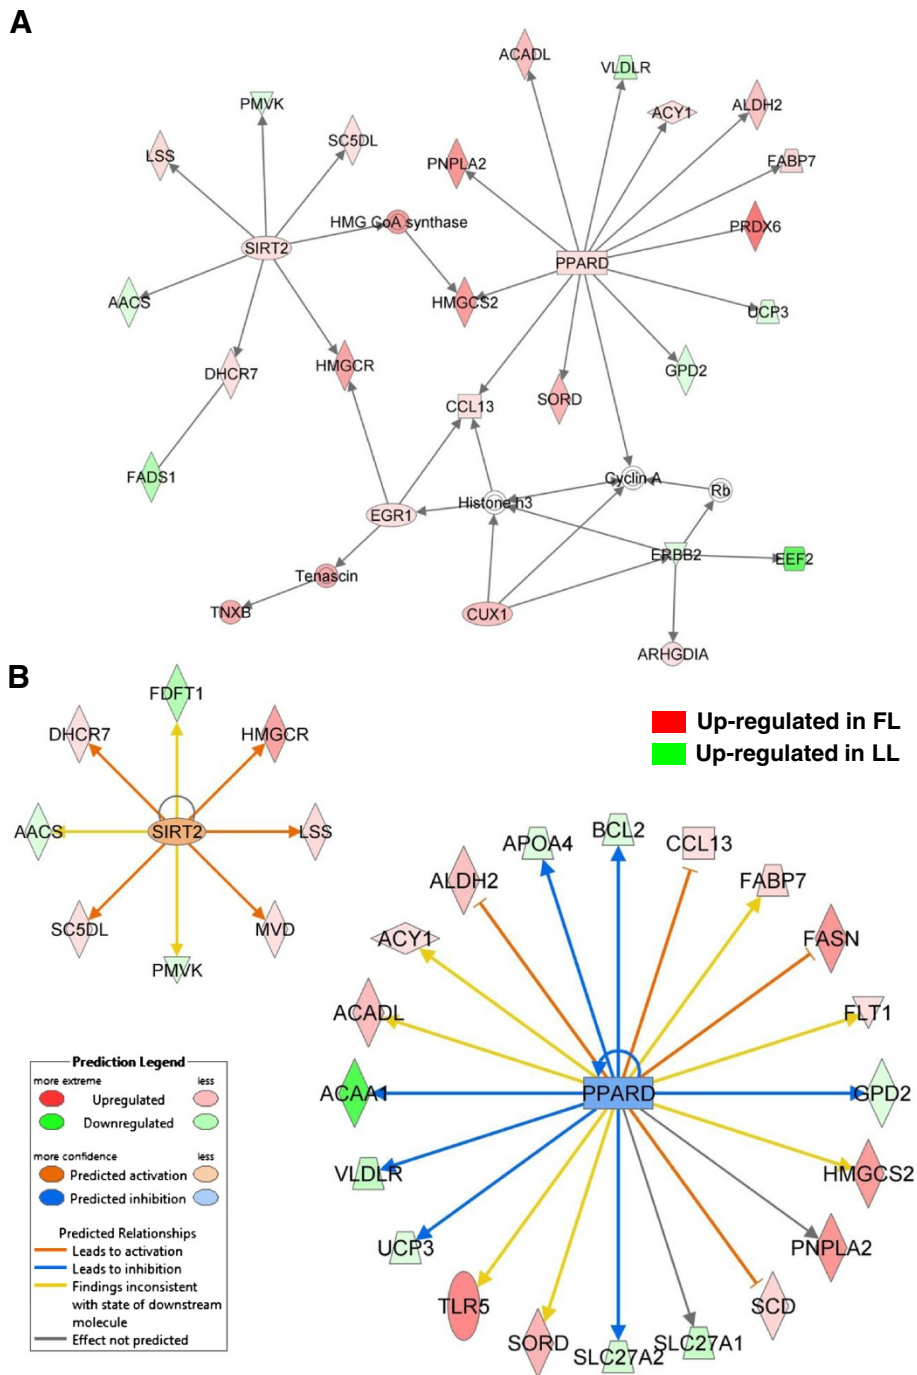 A
ACADL
VLDLR
PMVK
ACY1
ALDH2
SC5DL
LSS
PNPLA2
FABP7
HMG CoA synthase
PRDX6
SIRT2
PPARD
AACS
HMGCS2
UCP3
DHCR7
HMGCR
GPD2
CCL13
SORD
FADS1
Cyclin A
Rb
Histone h3
EGR1
ERBB2
EEF2
Tenascin
TNXB
CUX1
ARHGDIA
B
FDFT1
DHCR7
HMGCR
AACS
SIRT2
LSS
SC5DL
MVD
PMVK
Up-regulated in FL
Up-regulated in LL
BCL2
APOA4
CCL13
ALDH2
FABP7
ACY1
FASN
ACADL
FLT1
ACAA1
PPARD
GPD2
VLDLR
HMGCS2
UCP3
PNPLA2
TLR5
SCD
SORD
SLC27A2
SLC27A1
Prediction Legend
more extreme less
Upregulated
Downregulated
more confidence less
Predicted activation
Predicted inhibition
Predicted Relationships
Leads to activation
Leads to inhibition
Findings inconsistent
with state of downstream
molecule
Effect not predicted